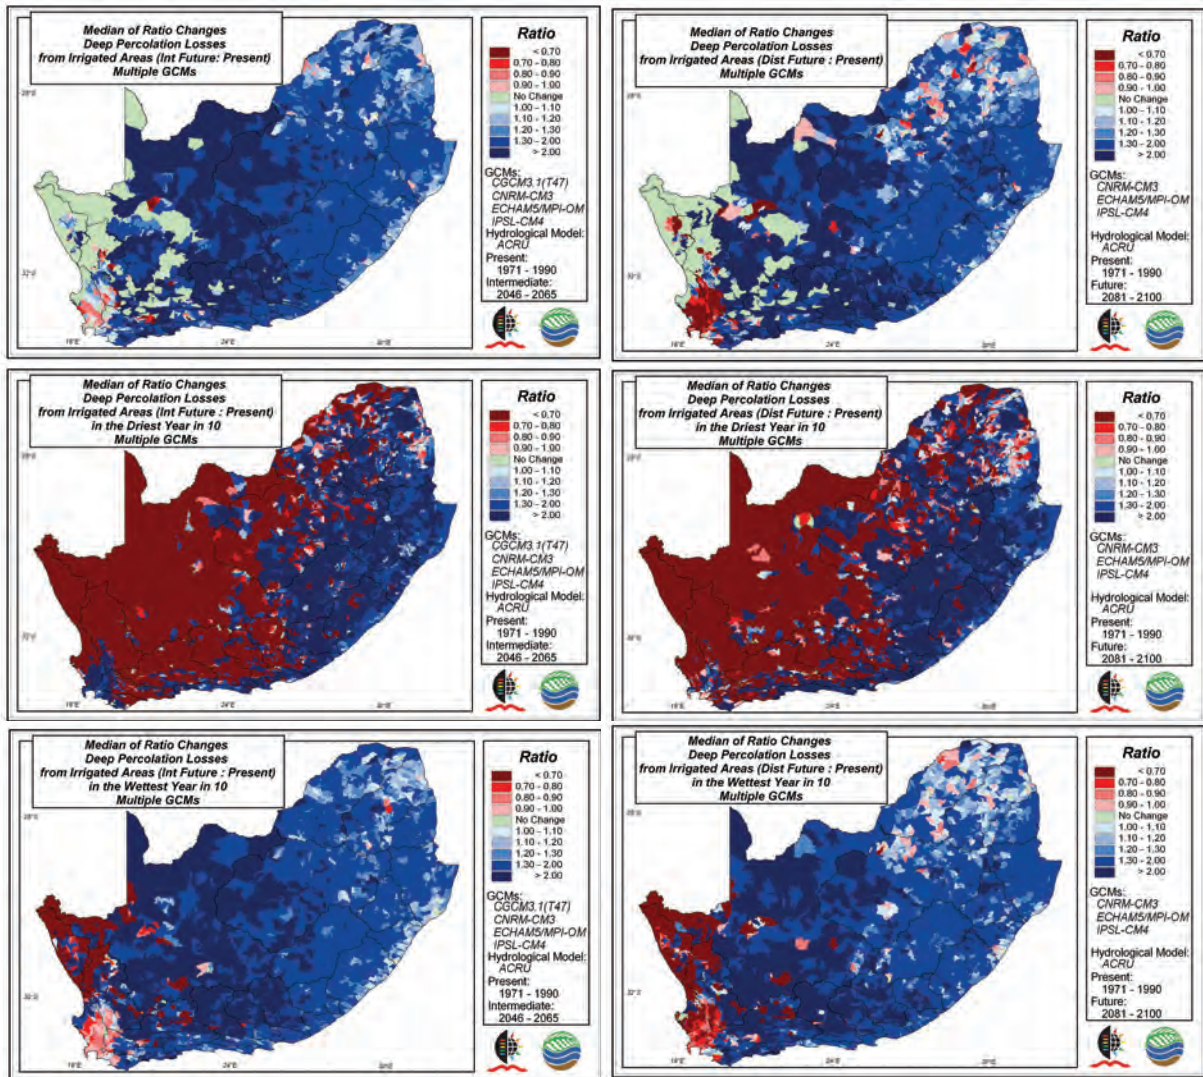 Median of Ratio Changes
Deep Percolation Losses
from Irrigated Areas (Int Future: Present)
Multiple GCMs
Ratio
< 0.70
0.70 - 0.80
0.80 - 0.90
0.90 - 1.00
No Change
1.00 - 1.10
1.10 - 1.20
1.20 - 1.30
1.30 - 2.00
> 2.00
GCMs:
CGCM3.1(T47)
CNRM-CM3
ECHAM5/MPI-OM
IPSL-CM4
Hydrological Model:
ACRU
Present:
1971 - 1990
Intermediate:
2046 - 2065
24°E
Median of Ratio Changes
Deep Percolation Losses
from Irrigated Areas (Dist Future : Present)
Multiple GCMs
Ratio
< 0.70
0.70 - 0.80
0.80 - 0.90
0.90 - 1.00
No Change
1.00 - 1.10
1.10 - 1.20
1.20 - 1.30
1.30 - 2.00
> 2.00
GCMs:
CNRM-CM3
ECHAM5/MPI-OM
IPSL-CM4
Hydrological Model:
ACRU
Present:
1971 - 1990
Future:
2081 - 2100
24°E
Median of Ratio Changes
Deep Percolation Losses
from Irrigated Areas (Int Future : Present)
in the Driest Year in 10
Multiple GCMs
Ratio
< 0.70
0.70 - 0.80
0.80 - 0.90
0.90 - 1.00
No Change
1.00 - 1.10
1.10 - 1.20
1.20 - 1.30
1.30 - 2.00
> 2.00
GCMs:
CGCM3.1(T47)
CNRM-CM3
ECHAM5/MPI-OM
IPSL-CM4
Hydrological Model:
ACRU
Present:
1971 - 1990
Intermediate:
2046 - 2065
24°E
Median of Ratio Changes
Deep Percolation Losses
from Irrigated Areas (Dist Future : Present)
in the Driest Year in 10
Multiple GCMs
Ratio
< 0.70
0.70 - 0.80
0.80 - 0.90
0.90 - 1.00
No Change
1.00 - 1.10
1.10 - 1.20
1.20 - 1.30
1.30 - 2.00
> 2.00
GCMs:
CNRM-CM3
ECHAM5/MPI-OM
IPSL-CM4
Hydrological Model:
ACRU
Present:
1971 - 1990
Future:
2081 - 2100
24°E
Median of Ratio Changes
Deep Percolation Losses
from Irrigated Areas (Int Future : Present)
in the Wettest Year in 10
Multiple GCMs
Ratio
< 0.70
0.70 - 0.80
0.80 - 0.90
0.90 - 1.00
No Change
1.00 - 1.10
1.10 - 1.20
1.20 - 1.30
1.30 - 2.00
> 2.00
GCMs:
CGCM3.1(T47)
CNRM-CM3
ECHAM5/MPI-OM
IPSL-CM4
Hydrological Model:
ACRU
Present:
1971 - 1990
Intermediate:
2046 - 2065
24°E
Median of Ratio Changes
Deep Percolation Losses
from Irrigated Areas (Dist Future : Present)
in the Wettest Year in 10
Multiple GCMs
Ratio
< 0.70
0.70 - 0.80
0.80 - 0.90
0.90 - 1.00
No Change
1.00 - 1.10
1.10 - 1.20
1.20 - 1.30
1.30 - 2.00
> 2.00
GCMs:
CNRM-CM3
ECHAM5/MPI-OM
IPSL-CM4
Hydrological Model:
ACRU
Present:
1971 - 1990
Future:
2081 - 2100
24°E